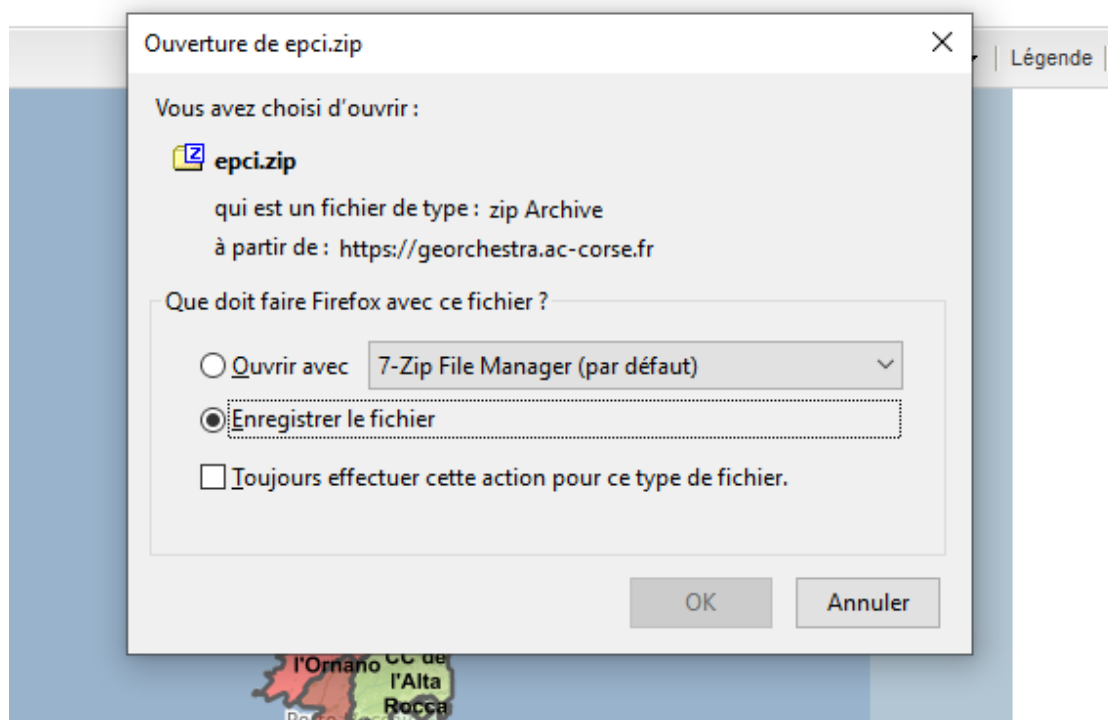 Ouverture de epci.zip
Légende
Vous avez choisi d'ouvrir :
epci.zip
qui est un fichier de type : zip Archive
à partir de : https://georchestra.ac-corse.fr
Que doit faire Firefox avec ce fichier ?
Ouvrir avec 7-Zip File Manager (par défaut)
Enregistrer le fichier
Toujours effectuer cette action pour ce type de fichier.
OK Annuler
l'Ornano CC de
l'Alta
Rocca